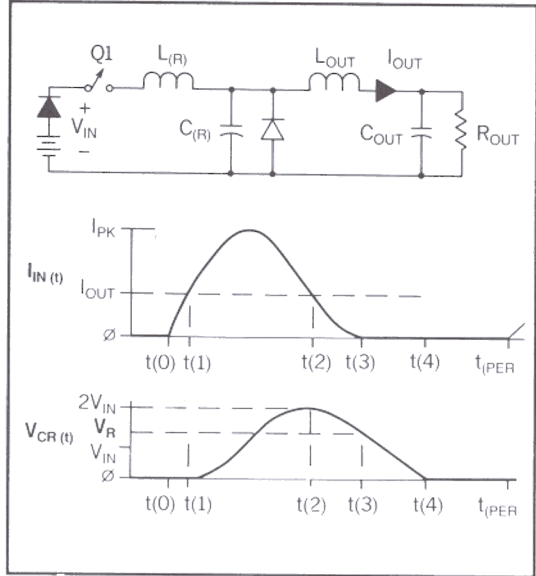 Q1 L(R) LOUT IOUT
+
VIN C(R) COUT ROUT
−
IPK
IIN (t)
IOUT
Ø
t(0) t(1) t(2) t(3) t(4) t(PER
2VIN
VR
VCR (t)
VIN
Ø
t(0) t(1) t(2) t(3) t(4) t(PER